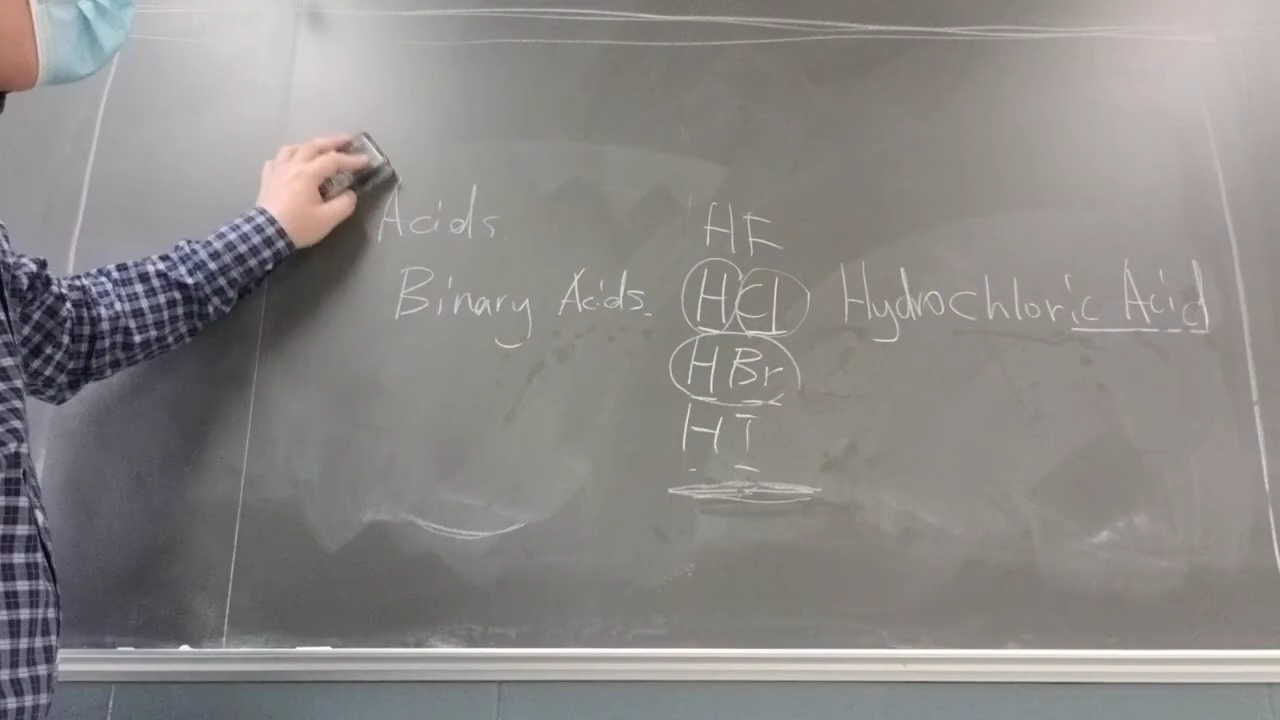 Acids.
HF
Binary Acids. HCl Hydrochloric Acid
HBr
HI